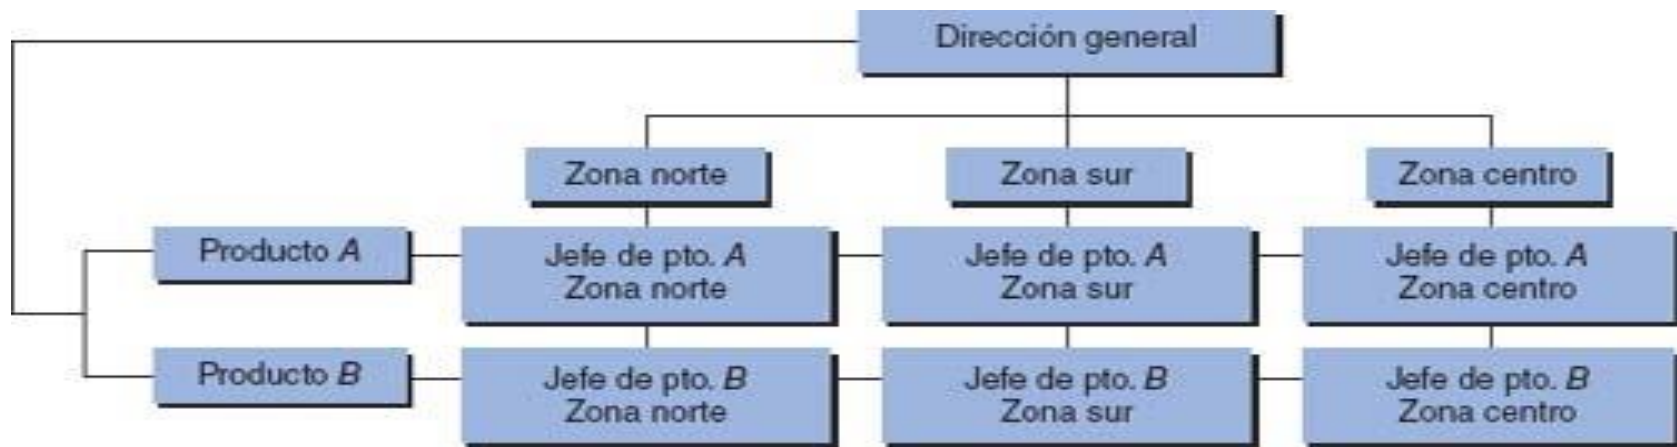 Dirección general
Zona norte
Zona sur
Zona centro
Producto A
Jefe de pto. A
Zona norte
Jefe de pto. A
Zona sur
Jefe de pto. A
Zona centro
Producto B
Jefe de pto. B
Zona norte
Jefe de pto. B
Zona sur
Jefe de pto. B
Zona centro